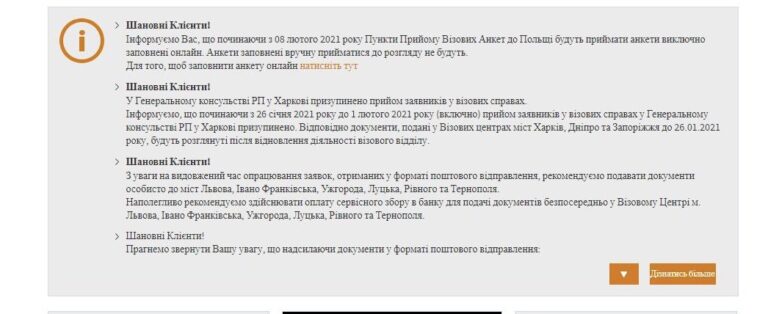 Шановні Клієнти!
Інформуємо Вас, що починаючи з 08 лютого 2021 року Пункти Прийому Візових Анкет до Польщі будуть приймати анкети виключно
заповнені онлайн. Анкети заповнені вручну прийматися до розгляду не будуть.
Для того, щоб заповнити анкету онлайн натисніть тут
Шановні Клієнти!
У Генеральному консульстві РП у Харкові призупинено прийом заявників у візових справах.
Інформуємо, що починаючи з 26 січня 2021 року до 1 лютого 2021 року (включно) прийом заявників у візових справах у Генеральному
консульстві РП у Харкові призупинено. Відповідно документи, подані у Візових центрах міст Харків, Дніпро та Запоріжжя до 26.01.2021
року, будуть розглянуті після відновлення діяльності візового відділу.
Шановні Клієнти!
З уваги на видовжений час опрацювання заявок, отриманих у форматі поштового відправлення, рекомендуємо подавати документи
особисто до міст Львова, Івано Франківська, Ужгорода, Луцька, Рівного та Тернополя.
Наполегливо рекомендуємо здійснювати оплату сервісного збору в банку для подачі документів безпосередньо у Візовому Центрі м.
Львова, Івано Франківська, Ужгорода, Луцька, Рівного та Тернополя.
Шановні Клієнти!
Прагнемо звернути Вашу увагу, що надсилаючи документи у форматі поштового відправлення:
Дізнатись більше